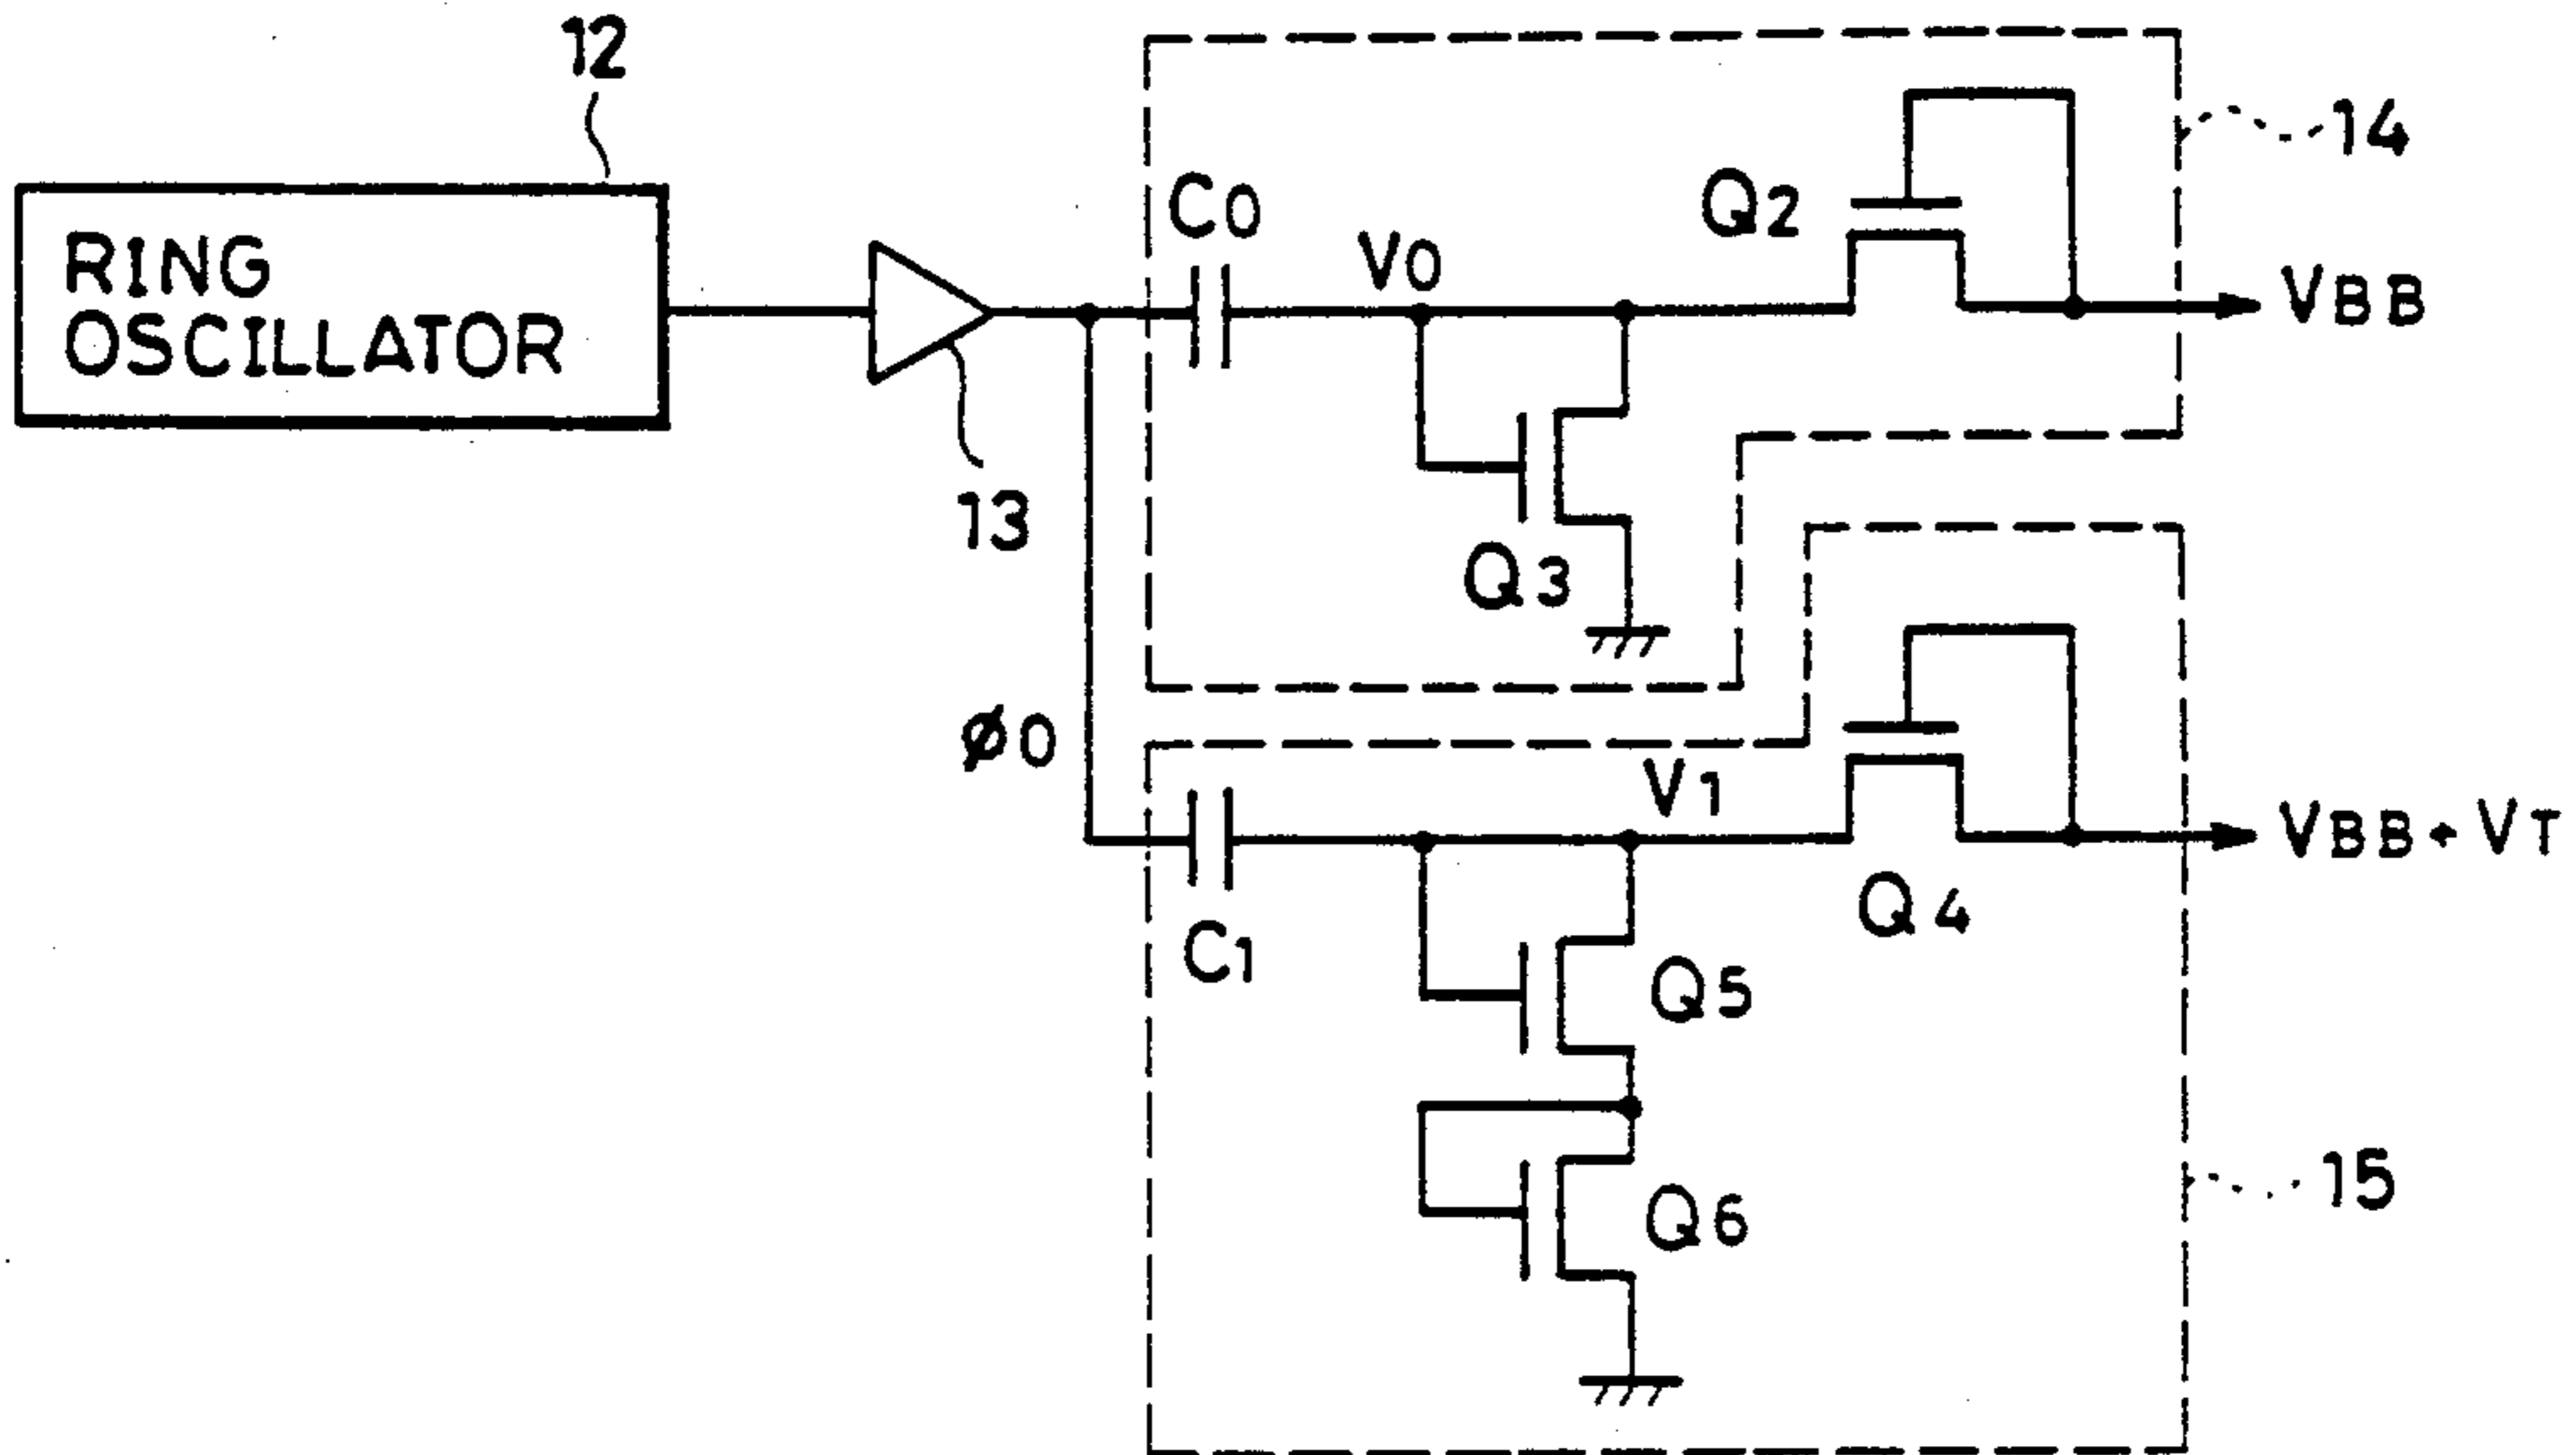 12
RING
OSCILLATOR
13
14
C0
V0
Q2
VBB
Q3
ø0
V1
C1
Q4
VBB+VT
Q5
Q6
15